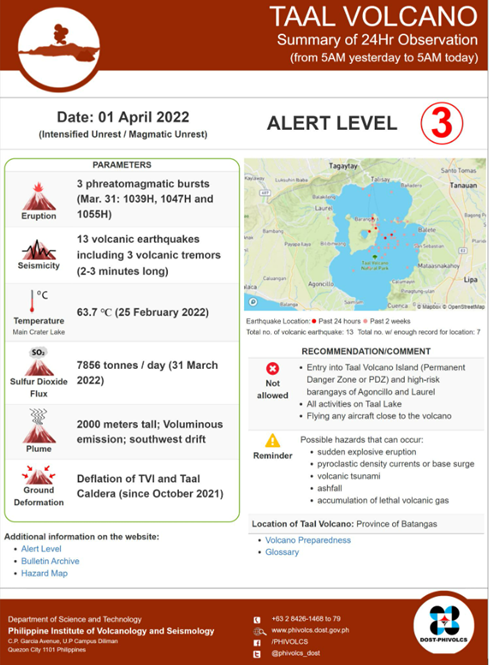 TAAL VOLCANO
Summary of 24Hr Observation
(from 5AM yesterday to 5AM today)
Date: 01 April 2022
(Intensified Unrest / Magmatic Unrest)
ALERT LEVEL 3
PARAMETERS
Eruption
3 phreatomagmatic bursts
(Mar. 31: 1039H, 1047H and
1055H)
Seismicity
13 volcanic earthquakes
including 3 volcanic tremors
(2-3 minutes long)
°C
Temperature
Main Crater Lake
63.7 °C (25 February 2022)
SO₂
Sulfur Dioxide
Flux
7856 tonnes / day (31 March
2022)
Plume
2000 meters tall; Voluminous
emission; southwest drift
Ground
Deformation
Deflation of TVI and Taal
Caldera (since October 2021)
Additional information on the website:
• Alert Level
• Bulletin Archive
• Hazard Map
Tagaytay
Santo Tomas
Talisay
Tanauan
Laurel
Balete
Mataasnakahoy
Agoncillo
Lipa
Cuenca
© Mapbox © OpenStreetMap
Earthquake Location: Past 24 hours Past 2 weeks
Total no. of volcanic earthquake: 13 Total no. w/ enough record for location: 7
RECOMMENDATION/COMMENT
Not
allowed
• Entry into Taal Volcano Island (Permanent
Danger Zone or PDZ) and high-risk
barangays of Agoncillo and Laurel
• All activities on Taal Lake
• Flying any aircraft close to the volcano
Reminder
Possible hazards that can occur:
• sudden explosive eruption
• pyroclastic density currents or base surge
• volcanic tsunami
• ashfall
• accumulation of lethal volcanic gas
Location of Taal Volcano: Province of Batangas
• Volcano Preparedness
• Glossary
Department of Science and Technology
Philippine Institute of Volcanology and Seismology
C.P. Garcia Avenue, U.P Campus Diliman
Quezon City 1101 Philippines
+63 2 8426-1468 to 79
www.phivolcs.dost.gov.ph
/PHIVOLCS
@phivolcs_dost
DOST-PHIVOLCS